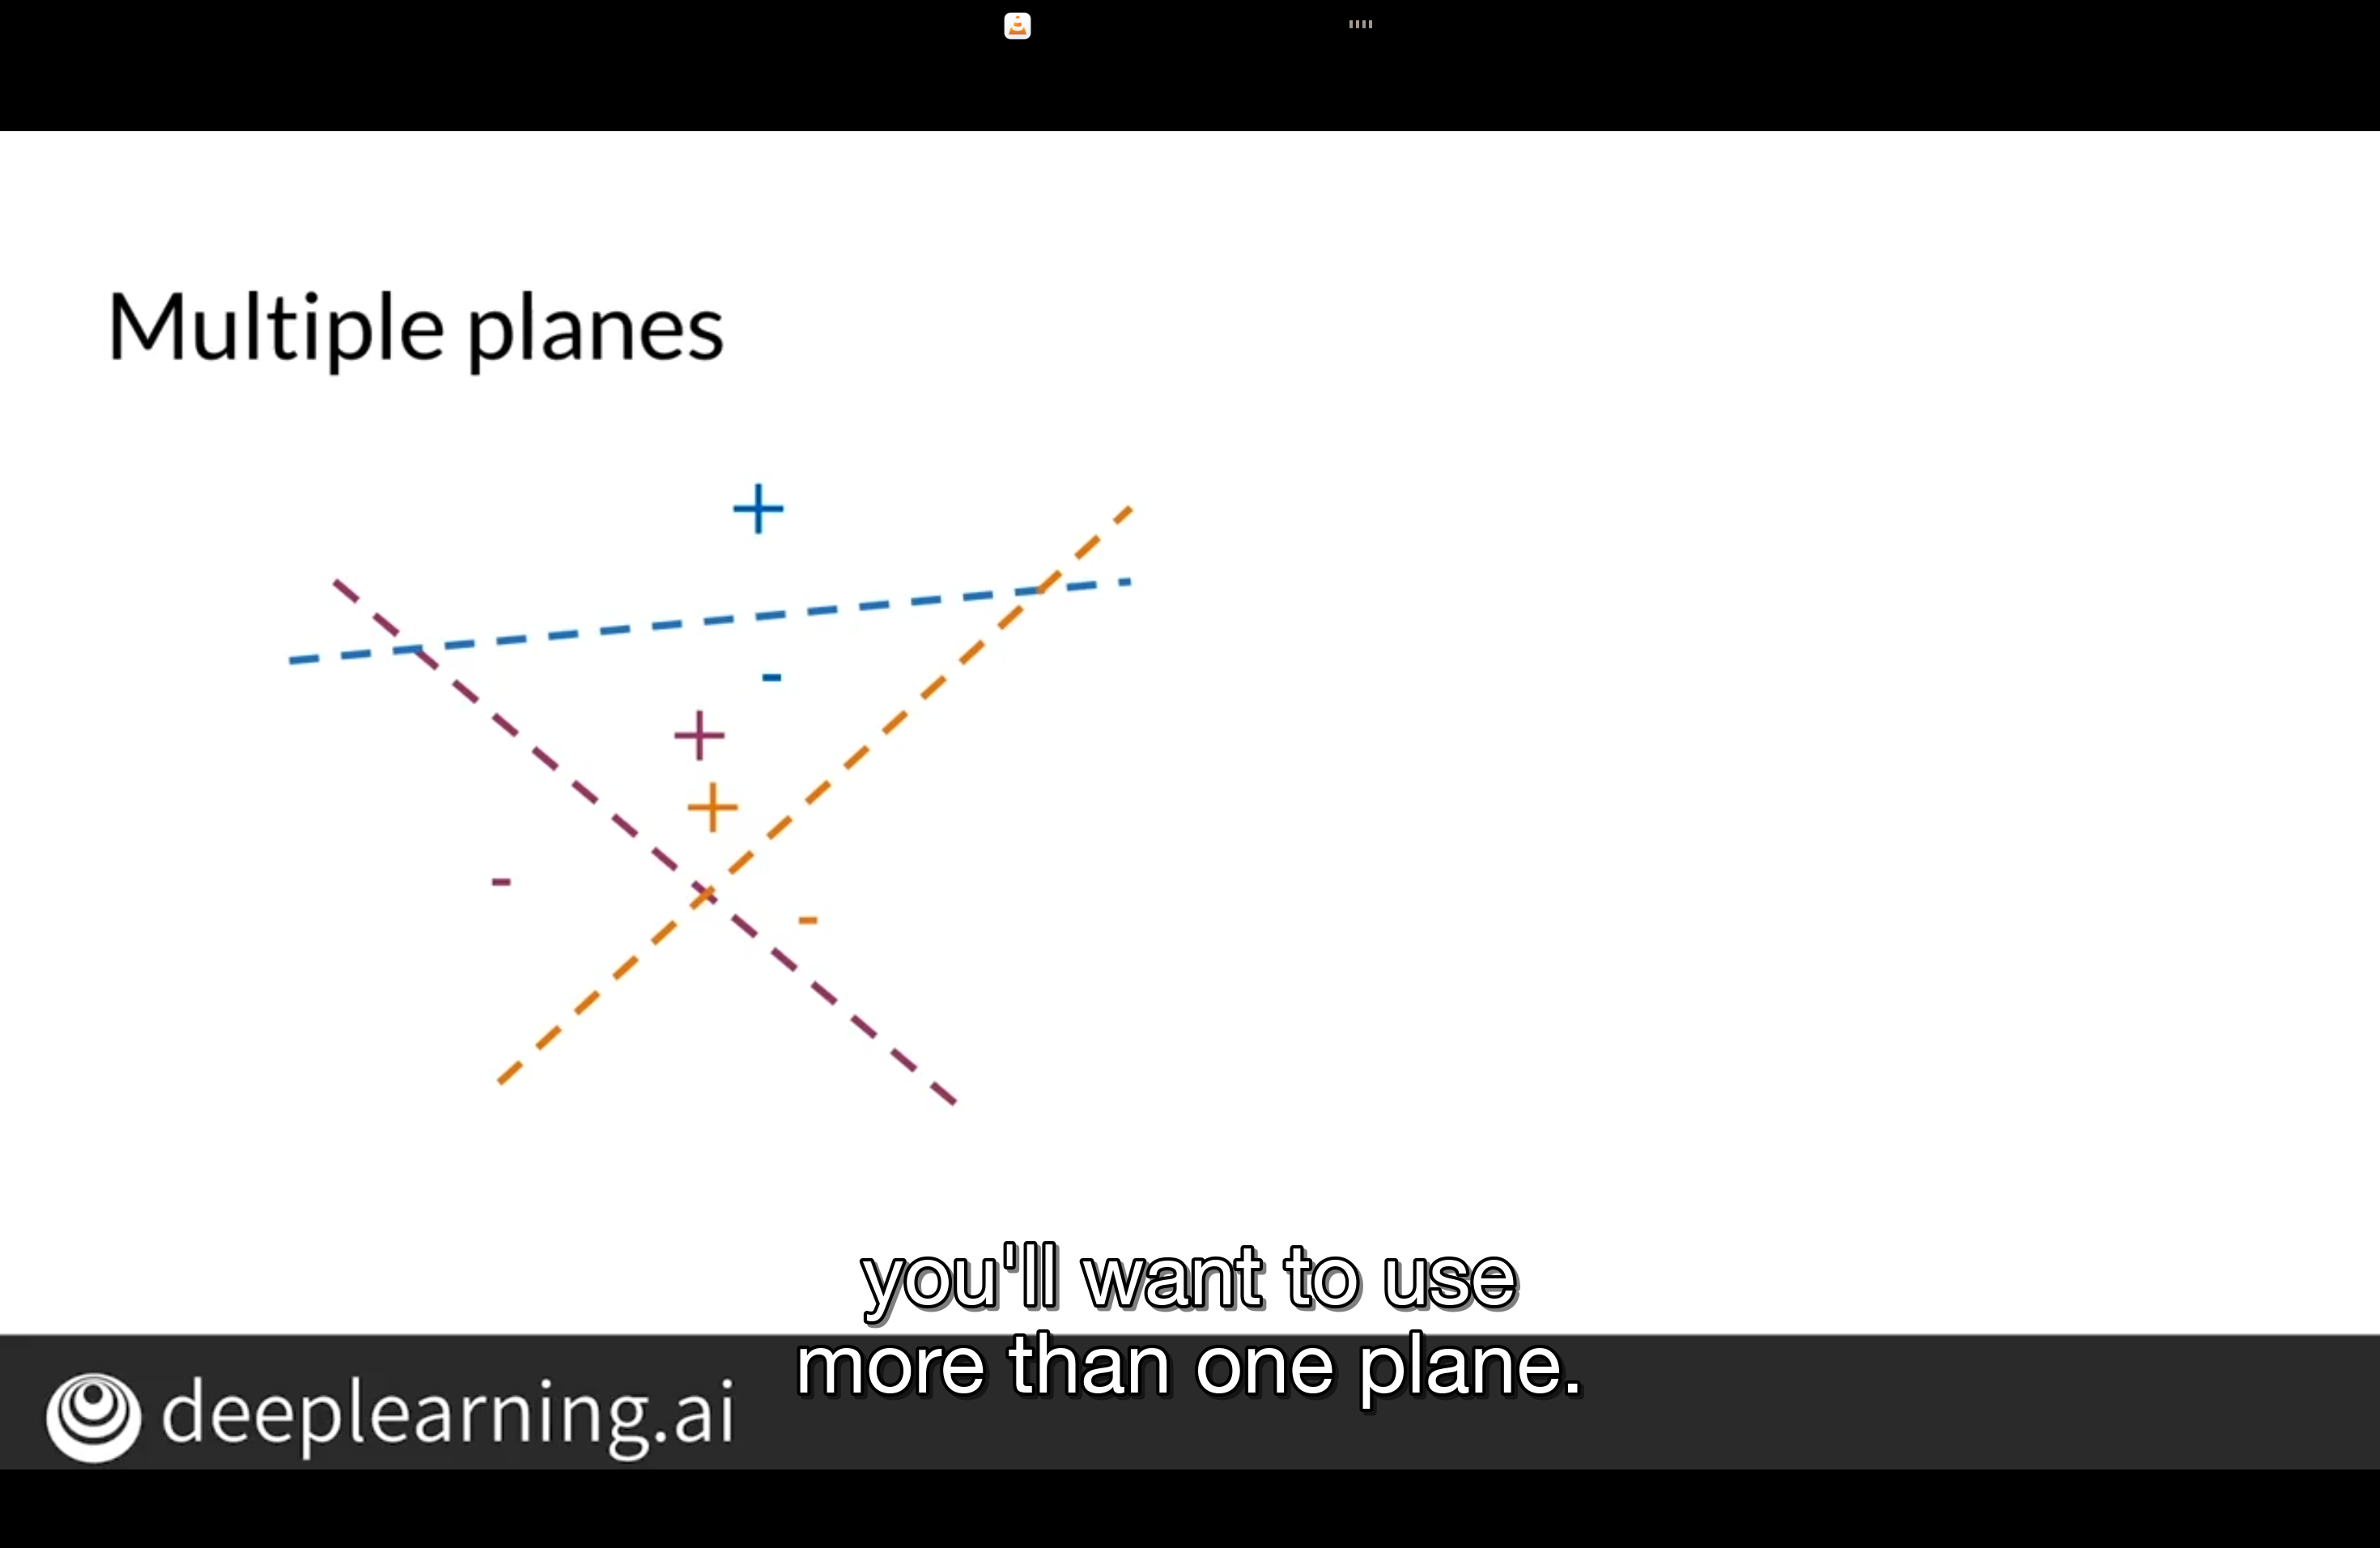 Multiple planes
+
-
+
+
-
-
you'll want to use
more than one plane.
deeplearning.ai